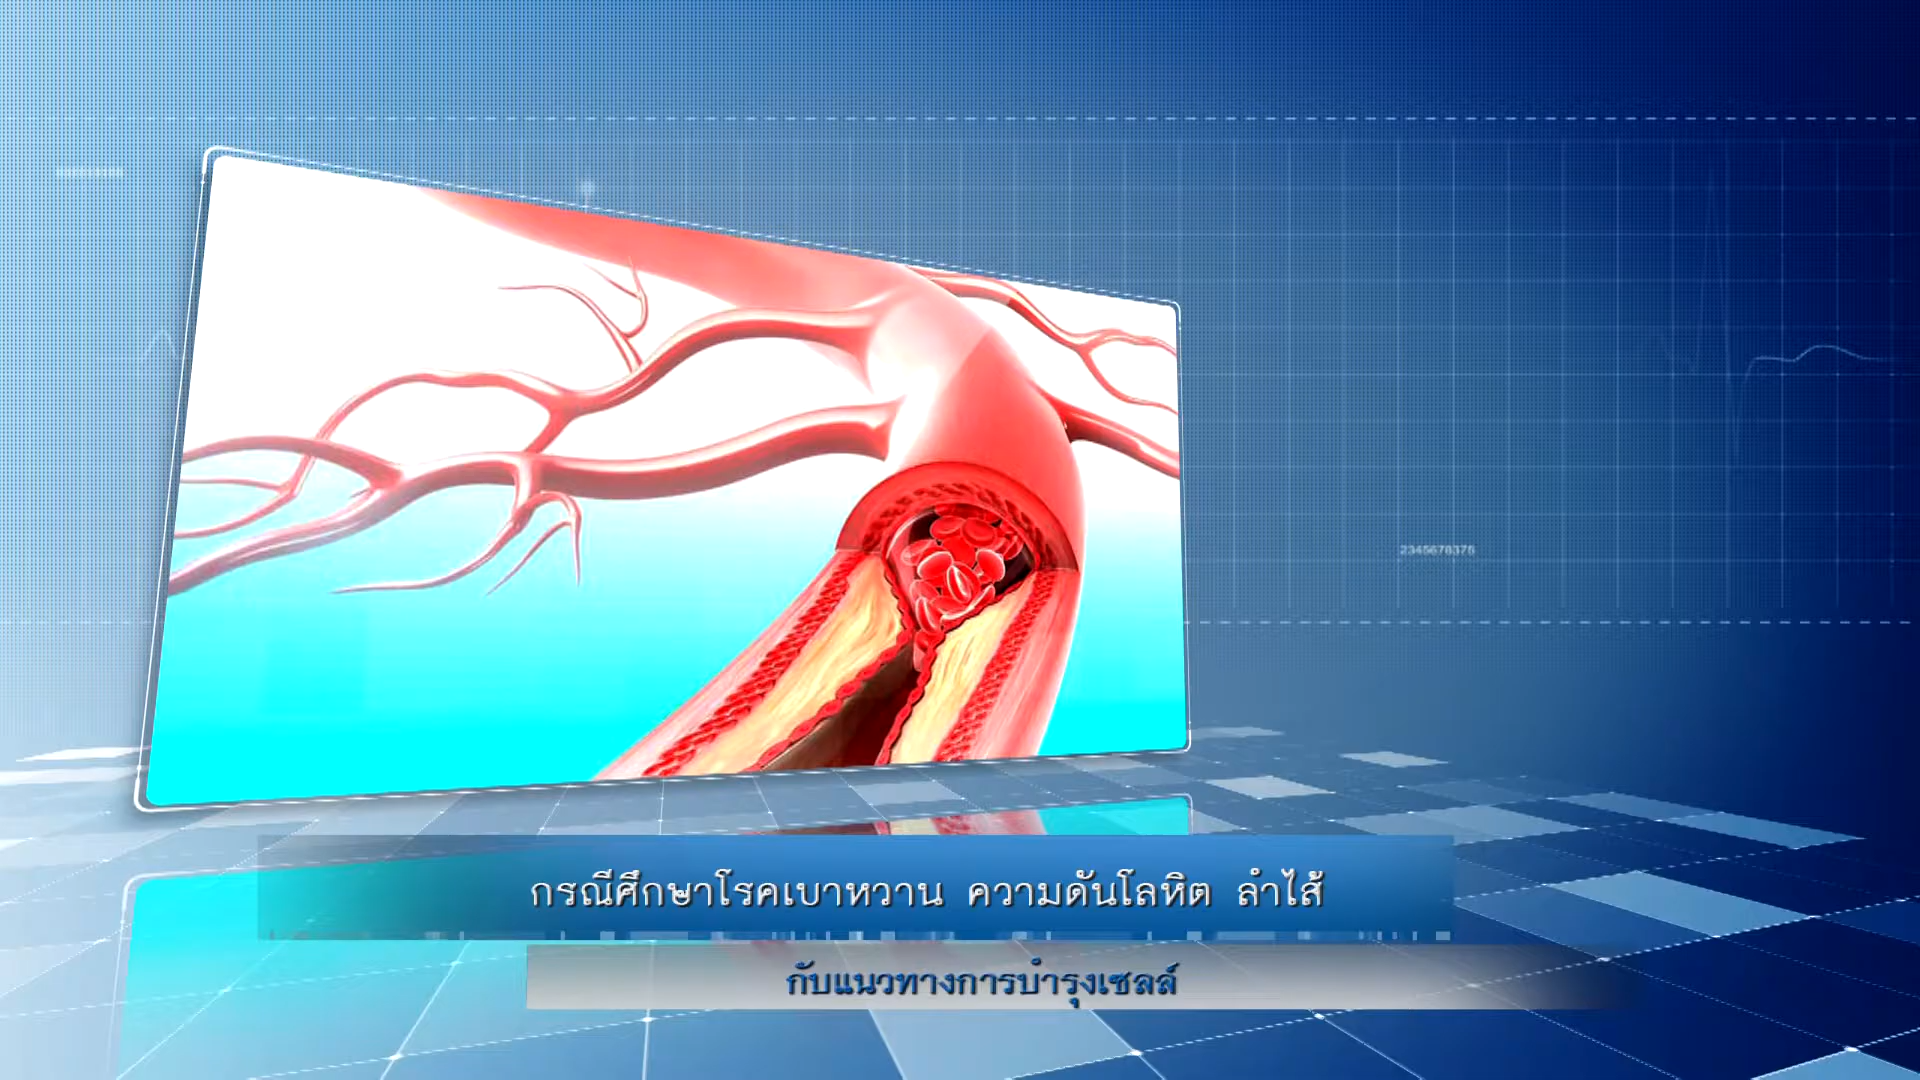 2345678375
กรณีศึกษาโรคเบาหวาน ความดันโลหิต ลำไส้
กับแนวทางการบำรุงเซลล์